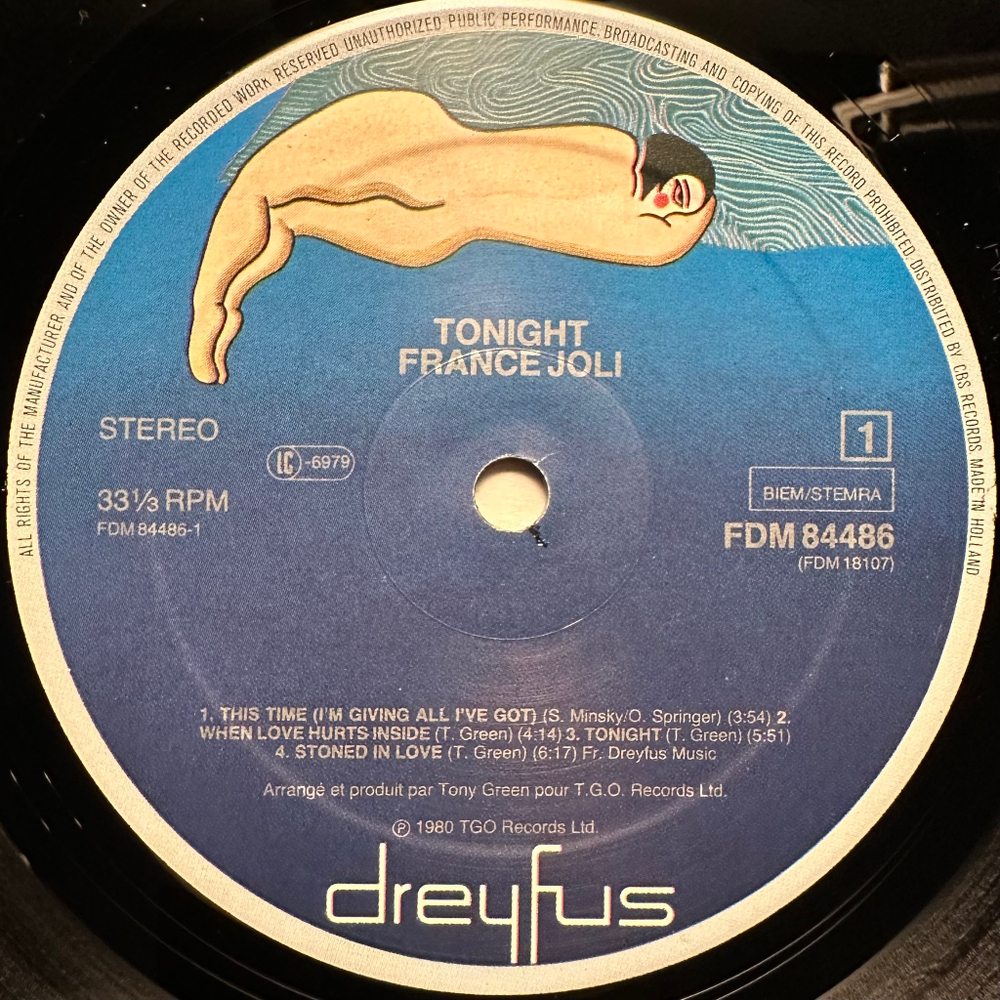 ALL RIGHTS OF THE MANUFACTURER AND OF THE OWNER OF THE RECORDED WORK RESERVED UNAUTHORIZED PUBLIC PERFORMANCE. BROADCASTING AND COPYING OF THIS RECORD PROHIBITED. DISTRIBUTED BY CBS RECORDS MADE IN HOLLAND
TONIGHT
FRANCE JOLI
STEREO
LC -6979
33⅓ RPM
FDM 84486-1
1
BIEM/STEMRA
FDM 84486
(FDM 18107)
1. THIS TIME (I'M GIVING ALL I'VE GOT) (S. Minsky/O. Springer) (3:54) 2.
WHEN LOVE HURTS INSIDE (T. Green) (4:14) 3. TONIGHT (T. Green) (5:51)
4. STONED IN LOVE (T. Green) (6:17) Fr. Dreyfus Music
Arrangé et produit par Tony Green pour T.G.O. Records Ltd.
℗ 1980 TGO Records Ltd.
dreyfus